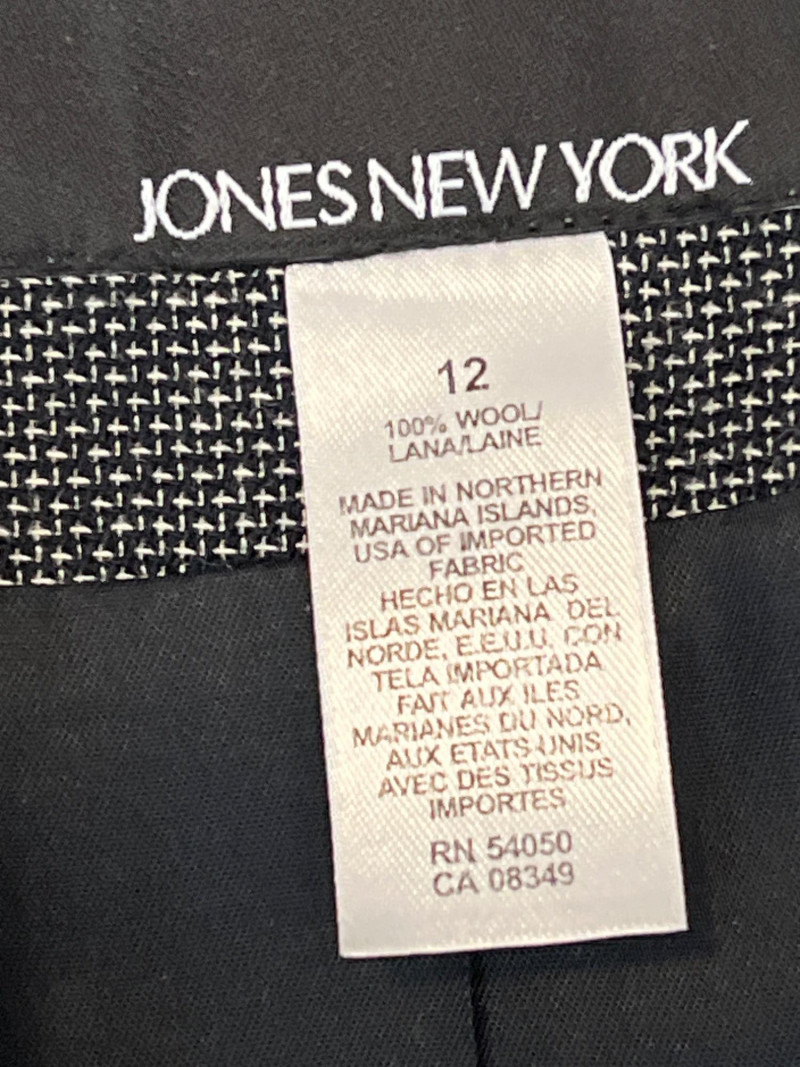 JONES NEW YORK
12
100% WOOL/
LANA/LAINE
MADE IN NORTHERN
MARIANA ISLANDS,
USA OF IMPORTED
FABRIC
HECHO EN LAS
ISLAS MARIANA DEL
NORDE, E.E.U.U. CON
TELA IMPORTADA
FAIT AUX ILES
MARIANES DU NORD,
AUX ETATS-UNIS
AVEC DES TISSUS
IMPORTES
RN 54050
CA 08349